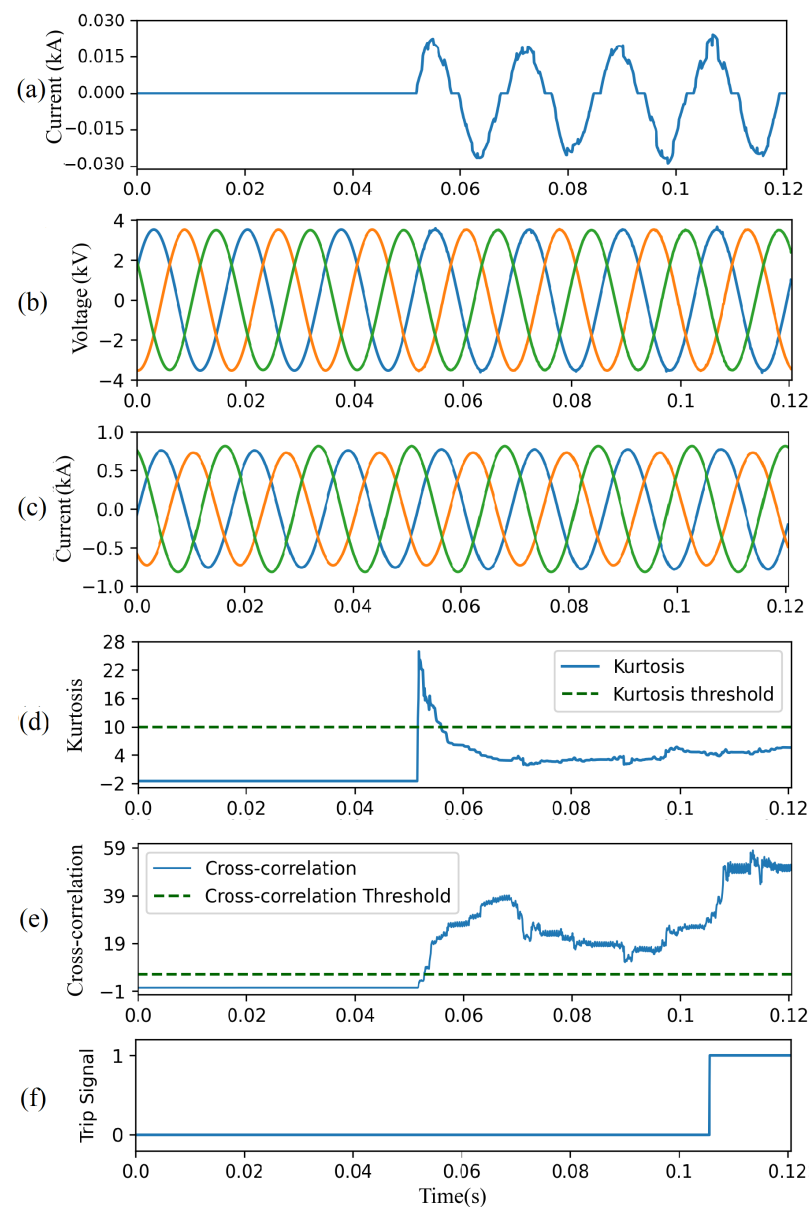 (a)
Current (kA)
0.030
0.015
0.000
−0.015
−0.030
0.0 0.02 0.04 0.06 0.08 0.1 0.12
(b)
Voltage (kV)
4
2
0
−2
−4
0.0 0.02 0.04 0.06 0.08 0.1 0.12
(c)
Current (kA)
1.0
0.5
0.0
−0.5
−1.0
0.0 0.02 0.04 0.06 0.08 0.1 0.12
(d)
Kurtosis
28
22
16
10
4
−2
Kurtosis
Kurtosis threshold
0.0 0.02 0.04 0.06 0.08 0.1 0.12
(e)
Cross-correlation
59
39
19
−1
Cross-correlation
Cross-correlation Threshold
0.0 0.02 0.04 0.06 0.08 0.1 0.12
(f)
Trip Signal
1
0
0.0 0.02 0.04 0.06 0.08 0.1 0.12
Time(s)